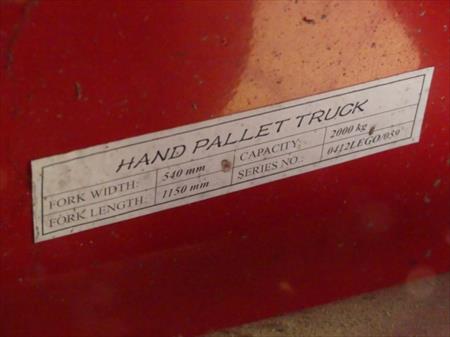 HAND PALLET TRUCK
FORK WIDTH: 540 mm CAPACITY: 2000 kg
FORK LENGTH: 1150 mm SERIES NO.: 0412LEGO/059